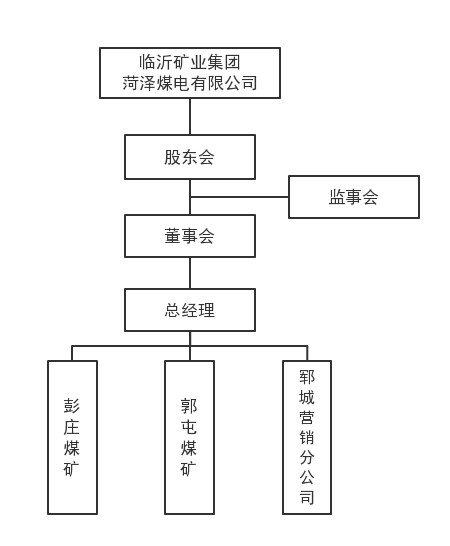 临沂矿业集团
菏泽煤电有限公司
股东会
监事会
董事会
总经理
彭庄煤矿
郭屯煤矿
郓城营销分公司